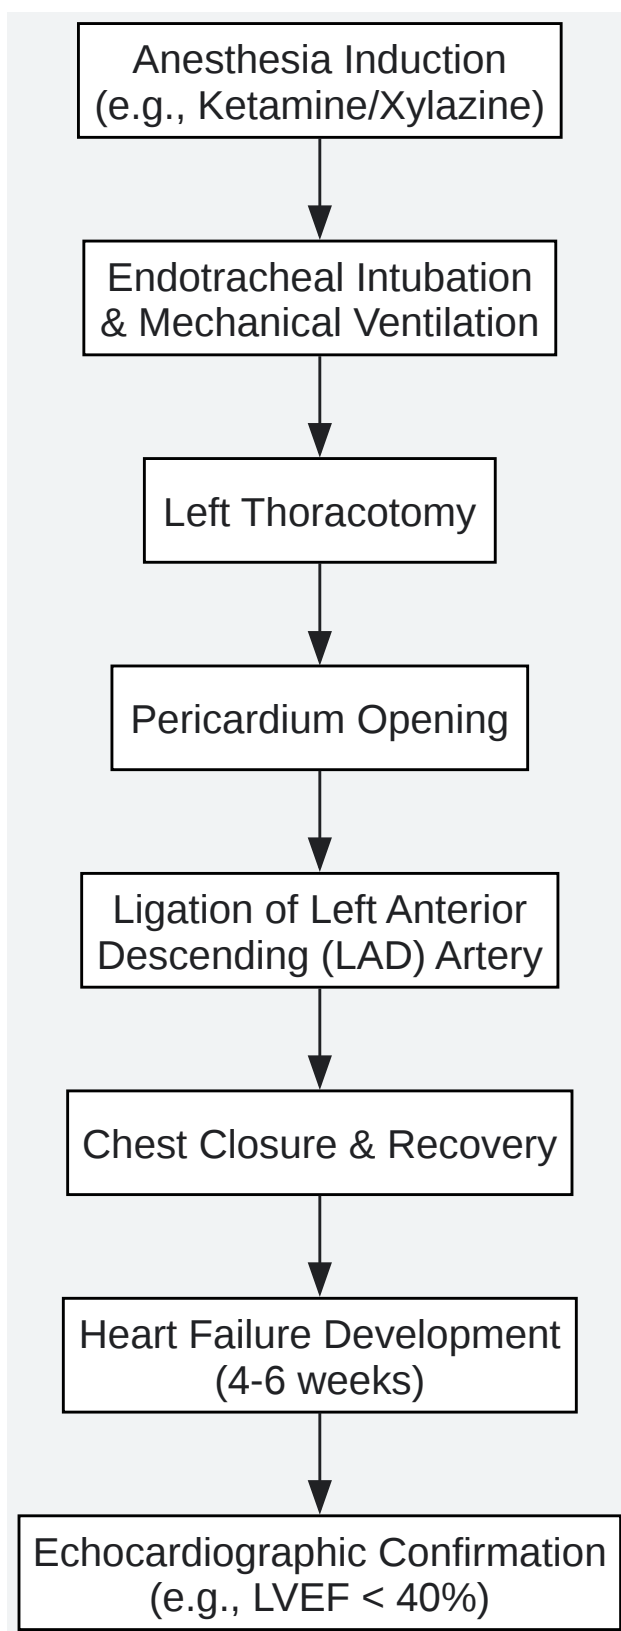 Anesthesia Induction
(e.g., Ketamine/Xylazine)
Endotracheal Intubation
& Mechanical Ventilation
Left Thoracotomy
Pericardium Opening
Ligation of Left Anterior
Descending (LAD) Artery
Chest Closure & Recovery
Heart Failure Development
(4-6 weeks)
Echocardiographic Confirmation
(e.g., LVEF < 40%)